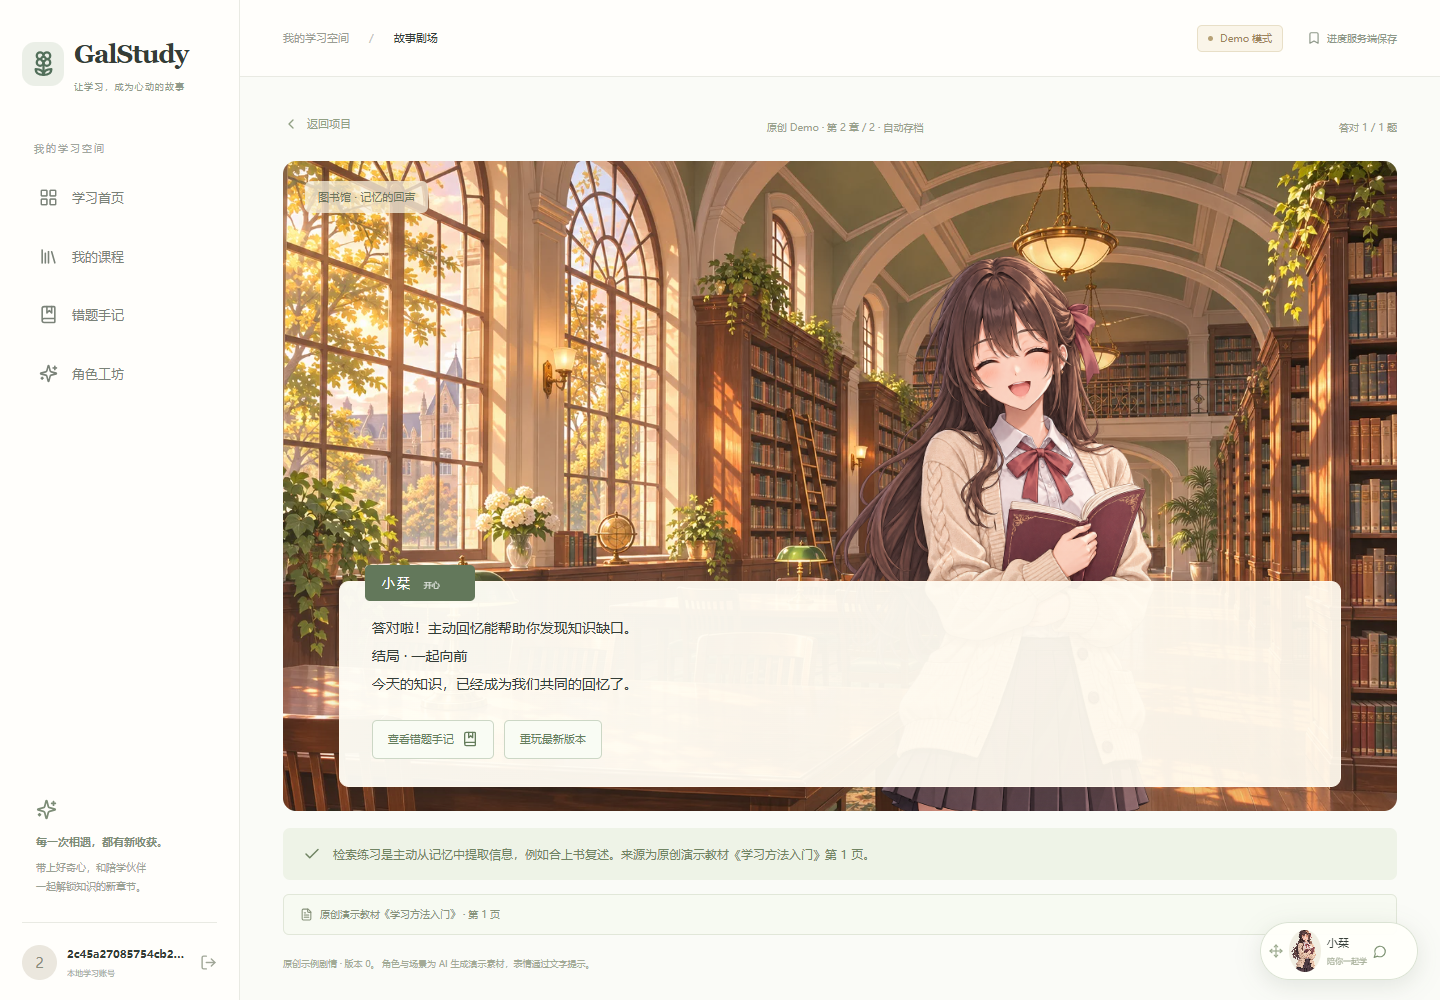 GalStudy
让学习，成为心动的故事
我的学习空间
学习首页
我的课程
错题手记
角色工坊
每一次相遇，都有新收获。
带上好奇心，和陪学伙伴
一起解锁知识的新章节。
2
2c45a27085754cb2...
本地学习账号
我的学习空间 / 故事剧场
Demo 模式
进度服务端保存
返回项目
原创 Demo · 第 2 章 / 2 · 自动存档
答对 1 / 1 题
图书馆 · 记忆的回声
小栞 开心
答对啦！主动回忆能帮助你发现知识缺口。
结局 · 一起向前
今天的知识，已经成为我们共同的回忆了。
查看错题手记
重玩最新版本
检索练习是主动从记忆中提取信息，例如合上书复述。来源为原创演示教材《学习方法入门》第 1 页。
原创演示教材《学习方法入门》 · 第 1 页
原创示例剧情 · 版本 0。 角色与场景为 AI 生成演示素材，表情通过文字提示。
小栞
陪你一起学